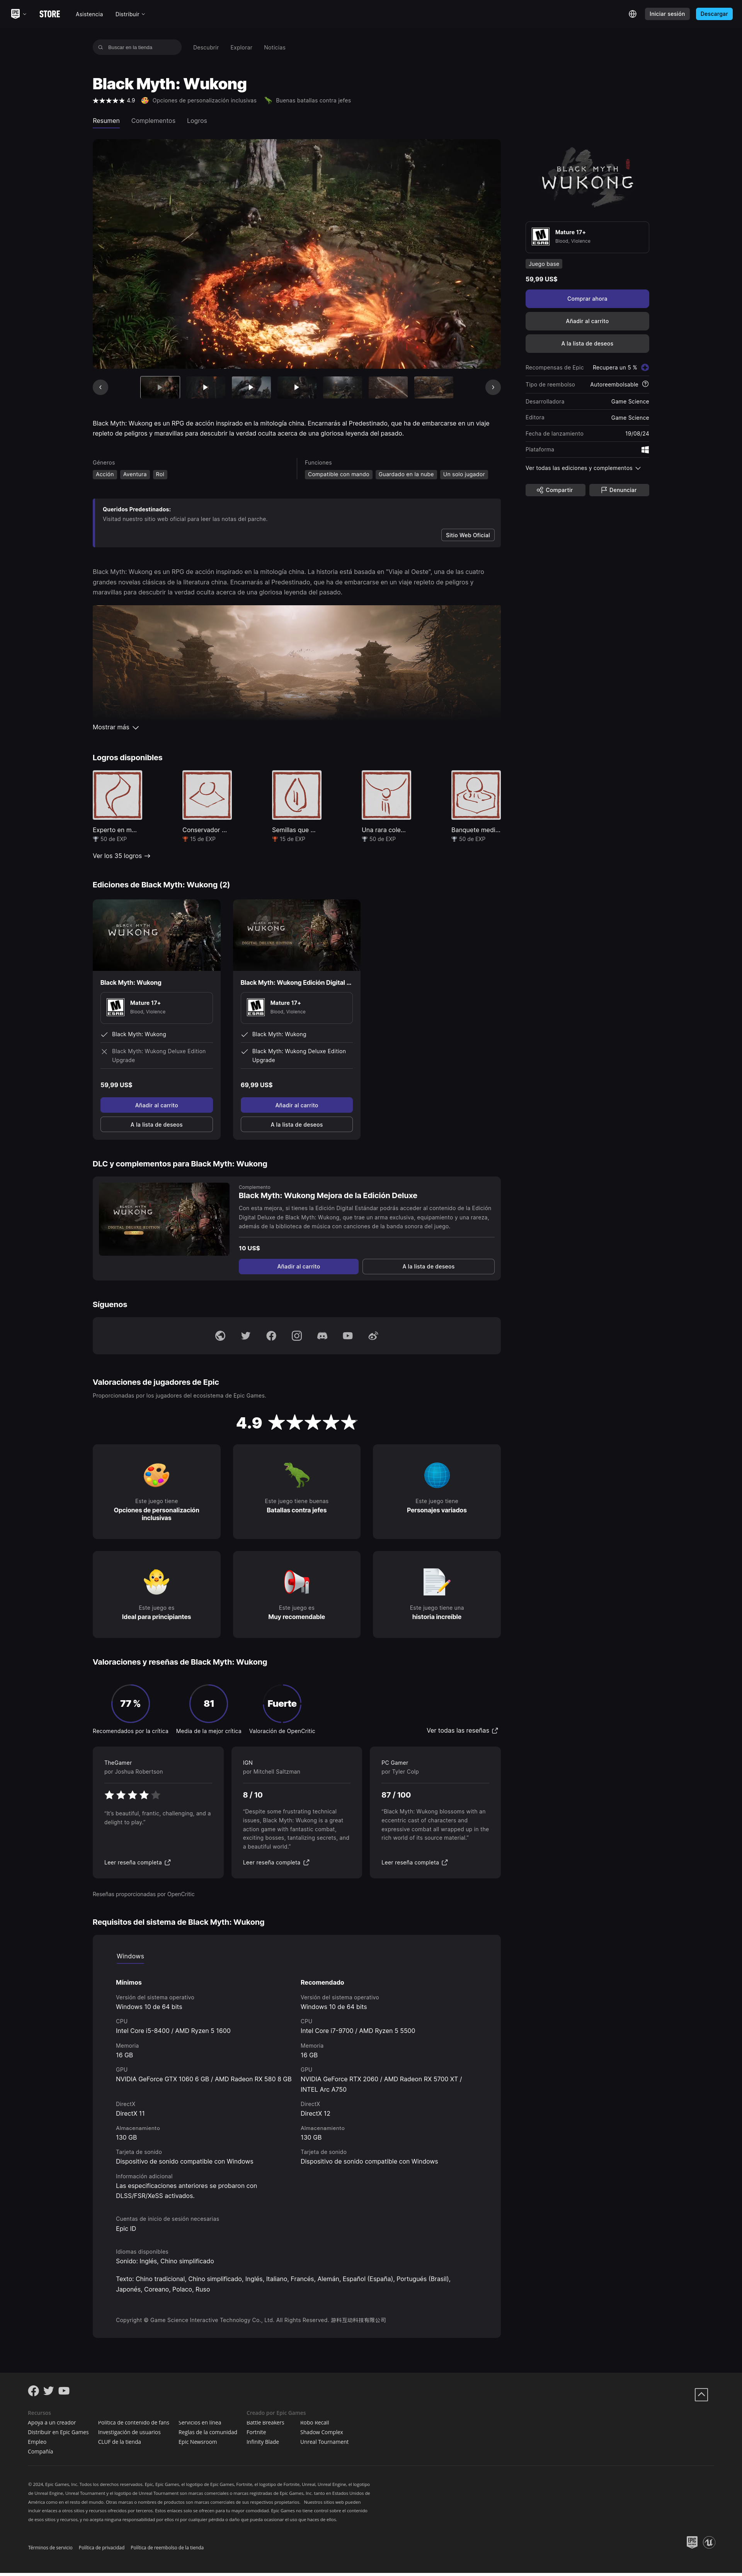 STORE
Asistencia
Distribuir
Iniciar sesión
Descargar
Buscar en la tienda
Descubrir
Explorar
Noticias
Black Myth: Wukong
4.9
Opciones de personalización inclusivas
Buenas batallas contra jefes
Resumen
Complementos
Logros
BLACK MYTH
WUKONG
Mature 17+
Blood, Violence
Juego base
59,99 US$
Comprar ahora
Añadir al carrito
A la lista de deseos
Recompensas de Epic
Recupera un 5 %
Tipo de reembolso
Autoreembolsable
Desarrolladora
Game Science
Editora
Game Science
Fecha de lanzamiento
19/08/24
Plataforma
Ver todas las ediciones y complementos
Compartir
Denunciar
Black Myth: Wukong es un RPG de acción inspirado en la mitología china. Encarnarás al Predestinado, que ha de embarcarse en un viaje
repleto de peligros y maravillas para descubrir la verdad oculta acerca de una gloriosa leyenda del pasado.
Géneros
Acción
Aventura
Rol
Funciones
Compatible con mando
Guardado en la nube
Un solo jugador
Queridos Predestinados:
Visitad nuestro sitio web oficial para leer las notas del parche.
Sitio Web Oficial
Black Myth: Wukong es un RPG de acción inspirado en la mitología china. La historia está basada en "Viaje al Oeste", una de las cuatro
grandes novelas clásicas de la literatura china. Encarnarás al Predestinado, que ha de embarcarse en un viaje repleto de peligros y
maravillas para descubrir la verdad oculta acerca de una gloriosa leyenda del pasado.
Mostrar más
Logros disponibles
Experto en m...
50 de EXP
Conservador ...
15 de EXP
Semillas que ...
15 de EXP
Una rara cole...
50 de EXP
Banquete medi...
50 de EXP
Ver los 35 logros
Ediciones de Black Myth: Wukong (2)
BLACK MYTH
WUKONG
Black Myth: Wukong
Mature 17+
Blood, Violence
Black Myth: Wukong
Black Myth: Wukong Deluxe Edition
Upgrade
59,99 US$
Añadir al carrito
A la lista de deseos
BLACK MYTH
WUKONG
DIGITAL DELUXE EDITION
Black Myth: Wukong Edición Digital ...
Mature 17+
Blood, Violence
Black Myth: Wukong
Black Myth: Wukong Deluxe Edition
Upgrade
69,99 US$
Añadir al carrito
A la lista de deseos
DLC y complementos para Black Myth: Wukong
BLACK MYTH
WUKONG
DIGITAL DELUXE EDITION
Complemento
Black Myth: Wukong Mejora de la Edición Deluxe
Con esta mejora, si tienes la Edición Digital Estándar podrás acceder al contenido de la Edición
Digital Deluxe de Black Myth: Wukong, que trae un arma exclusiva, equipamiento y una rareza,
además de la biblioteca de música con canciones de la banda sonora del juego.
10 US$
Añadir al carrito
A la lista de deseos
Síguenos
Valoraciones de jugadores de Epic
Proporcionadas por los jugadores del ecosistema de Epic Games.
4.9
Este juego tiene
Opciones de personalización
inclusivas
Este juego tiene buenas
Batallas contra jefes
Este juego tiene
Personajes variados
Este juego es
Ideal para principiantes
Este juego es
Muy recomendable
Este juego tiene una
historia increíble
Valoraciones y reseñas de Black Myth: Wukong
77 %
Recomendados por la crítica
81
Media de la mejor crítica
Fuerte
Valoración de OpenCritic
Ver todas las reseñas
TheGamer
por Joshua Robertson
"It's beautiful, frantic, challenging, and a
delight to play."
Leer reseña completa
IGN
por Mitchell Saltzman
8 / 10
"Despite some frustrating technical
issues, Black Myth: Wukong is a great
action game with fantastic combat,
exciting bosses, tantalizing secrets, and
a beautiful world."
Leer reseña completa
PC Gamer
por Tyler Colp
87 / 100
"Black Myth: Wukong blossoms with an
eccentric cast of characters and
expressive combat all wrapped up in the
rich world of its source material."
Leer reseña completa
Reseñas proporcionadas por OpenCritic
Requisitos del sistema de Black Myth: Wukong
Windows
Mínimos
Versión del sistema operativo
Windows 10 de 64 bits
CPU
Intel Core i5-8400 / AMD Ryzen 5 1600
Memoria
16 GB
GPU
NVIDIA GeForce GTX 1060 6 GB / AMD Radeon RX 580 8 GB
DirectX
DirectX 11
Almacenamiento
130 GB
Tarjeta de sonido
Dispositivo de sonido compatible con Windows
Información adicional
Las especificaciones anteriores se probaron con
DLSS/FSR/XeSS activados.
Recomendado
Versión del sistema operativo
Windows 10 de 64 bits
CPU
Intel Core i7-9700 / AMD Ryzen 5 5500
Memoria
16 GB
GPU
NVIDIA GeForce RTX 2060 / AMD Radeon RX 5700 XT /
INTEL Arc A750
DirectX
DirectX 12
Almacenamiento
130 GB
Tarjeta de sonido
Dispositivo de sonido compatible con Windows
Cuentas de inicio de sesión necesarias
Epic ID
Idiomas disponibles
Sonido: Inglés, Chino simplificado
Texto: Chino tradicional, Chino simplificado, Inglés, Italiano, Francés, Alemán, Español (España), Portugués (Brasil),
Japonés, Coreano, Polaco, Ruso
Copyright © Game Science Interactive Technology Co., Ltd. All Rights Reserved. 游科互动科技有限公司
Recursos
Apoya a un creador
Distribuir en Epic Games
Empleo
Compañía
Política de contenido de fans
Investigación de usuarios
CLUF de la tienda
Servicios en línea
Reglas de la comunidad
Epic Newsroom
Creado por Epic Games
Battle Breakers
Fortnite
Infinity Blade
Robo Recall
Shadow Complex
Unreal Tournament
© 2024, Epic Games, Inc. Todos los derechos reservados. Epic, Epic Games, el logotipo de Epic Games, Fortnite, el logotipo de Fortnite, Unreal, Unreal Engine, el logotipo
de Unreal Engine, Unreal Tournament y el logotipo de Unreal Tournament son marcas comerciales o marcas registradas de Epic Games, Inc. tanto en Estados Unidos de
América como en el resto del mundo. Otras marcas o nombres de productos son marcas comerciales de sus respectivos propietarios. Nuestros sitios web pueden
incluir enlaces a otros sitios y recursos ofrecidos por terceros. Estos enlaces sólo se ofrecen para tu mayor comodidad. Epic Games no tiene control sobre el contenido
de esos sitios y recursos, y no acepta ninguna responsabilidad por ellos ni por cualquier pérdida o daño que pueda ocasionar el uso que haces de ellos.
Términos de servicio
Política de privacidad
Política de reembolso de la tienda